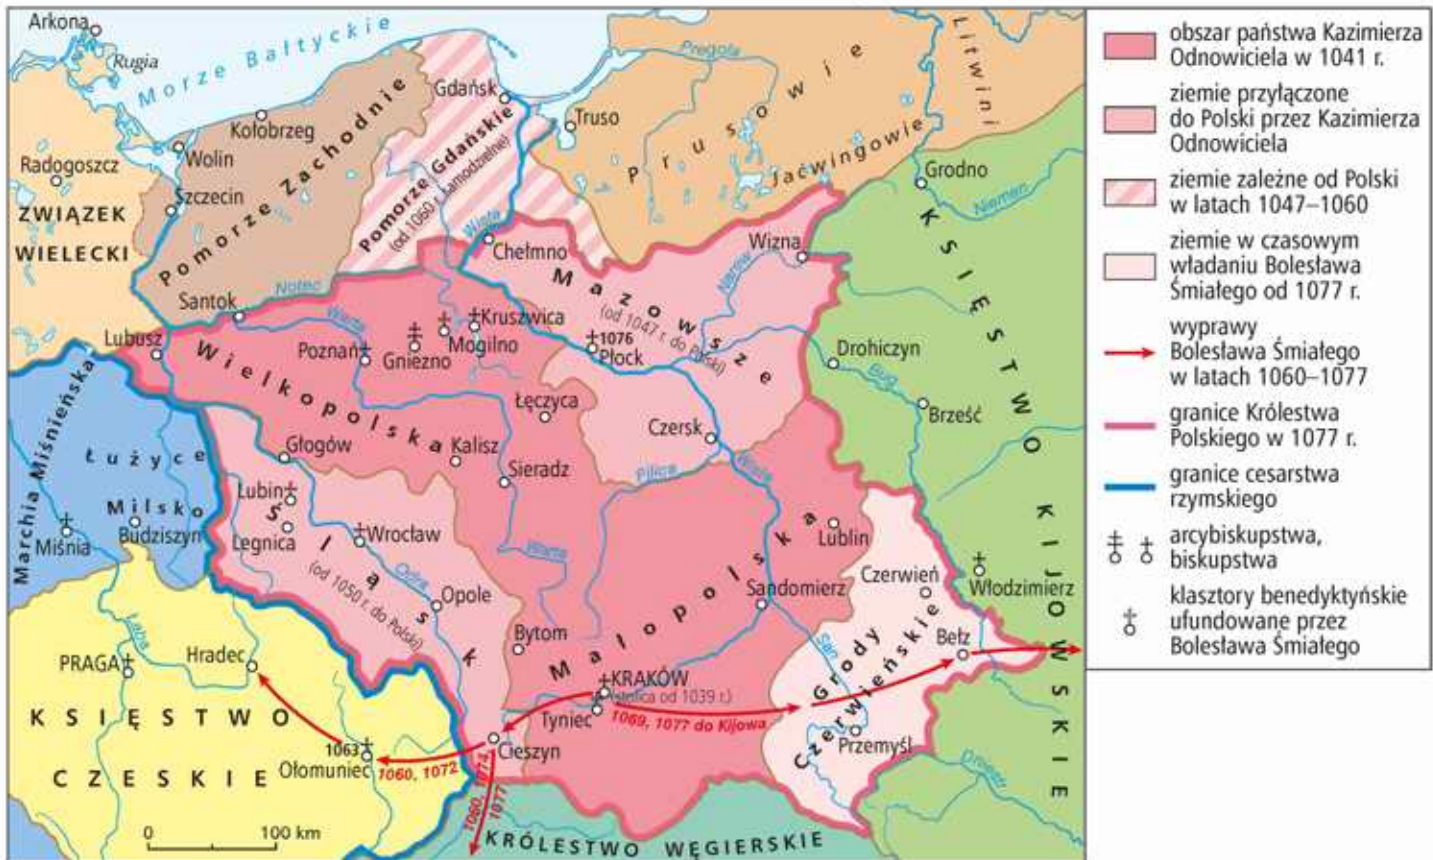 Arkona
Rugia
Morze Bałtyckie
Pregoła
Litwini
Gdańsk
Truso
Prusowie
Jaćwingowie
Kołobrzeg
Wolin
Radogoszcz
Szczecin
ZWIĄZEK
WIELECKI
Pomorze Zachodnie
Pomorze Gdańskie
(od 1060 r. samodzielne)
Grodno
Niemen
KSIĘSTWO KIJOWSKIE
Wisła
Chełmno
Wizna
Narew
Mazowsze
(od 1047 r. do Polski)
Santok
Noteć
Warta
Lubusz
Poznań
Gniezno
Mogilno
Kruszwica
1076
Płock
Drohiczyn
Bug
Brześć
Wielkopolska
Łęczyca
Czersk
Kalisz
Sieradz
Pilica
Wisła
Marchia Miśnieńska
Łużyce
Milsko
Budziszyn
Miśnia
Głogów
Lubin
Legnica
Wrocław
Śląsk
(od 1050 r. do Polski)
Odra
Opole
Warta
Bytom
Małopolska
Lublin
Sandomierz
Czerwień
Włodzimierz
Bełz
San
Grody
Czerwieńskie
Przemyśl
Dniestr
KRAKÓW
(stolica od 1039 r.)
Tyniec
1069, 1077 do Kijowa
Cieszyn
1060, 1072
1060, 1074,
1077
PRAGA
Łaba
Hradec
KSIĘSTWO
CZESKIE
1063
Ołomuniec
KRÓLESTWO WĘGIERSKIE
0 100 km
obszar państwa Kazimierza
Odnowiciela w 1041 r.
ziemie przyłączone
do Polski przez Kazimierza
Odnowiciela
ziemie zależne od Polski
w latach 1047–1060
ziemie w czasowym
władaniu Bolesława
Śmiałego od 1077 r.
wyprawy
Bolesława Śmiałego
w latach 1060–1077
granice Królestwa
Polskiego w 1077 r.
granice cesarstwa
rzymskiego
arcybiskupstwa,
biskupstwa
klasztory benedyktyńskie
ufundowane przez
Bolesława Śmiałego